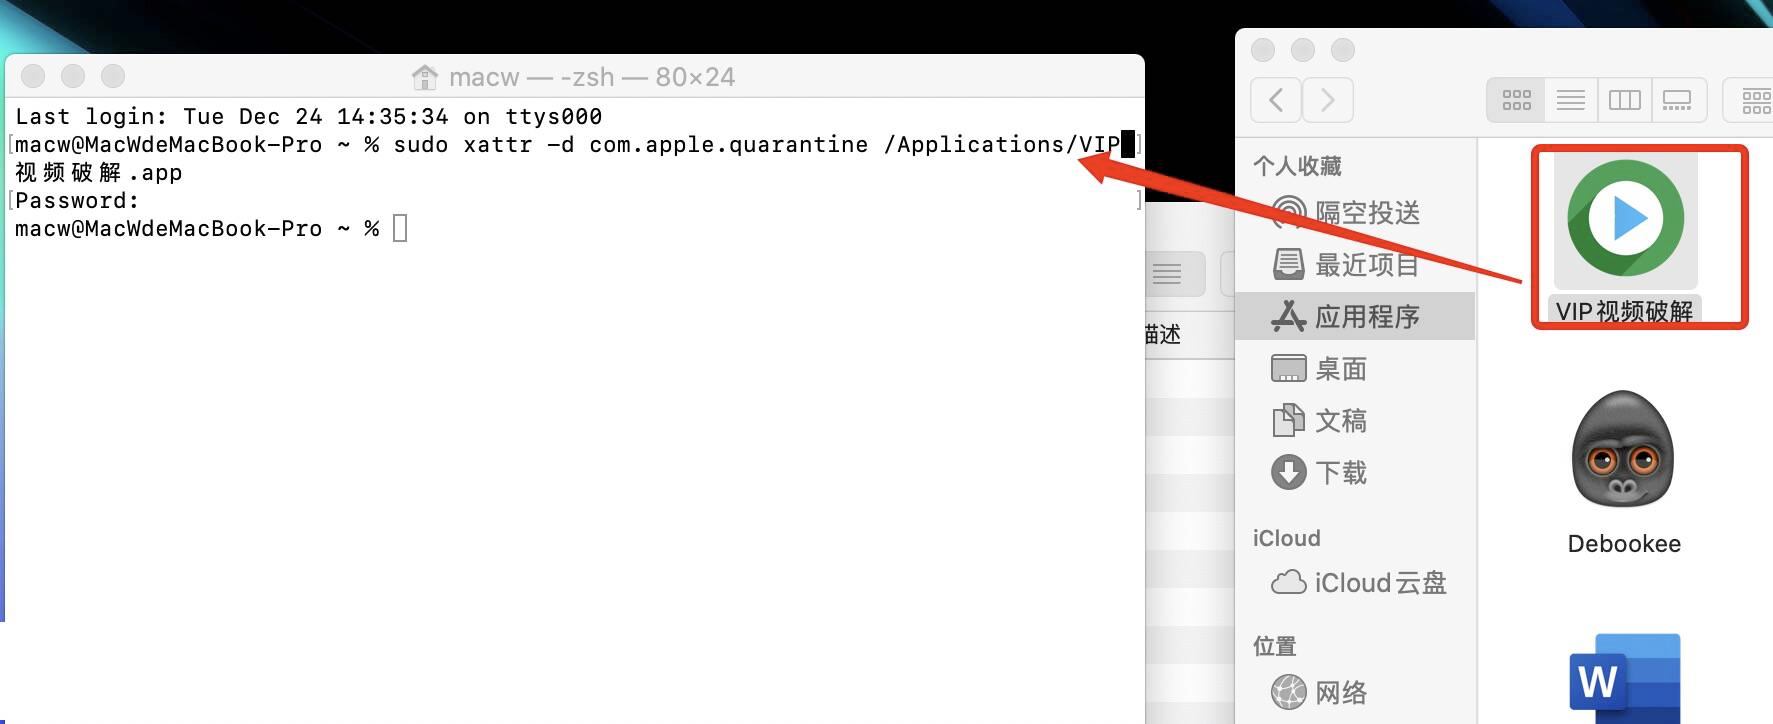 macw — -zsh — 80×24
Last login: Tue Dec 24 14:35:34 on ttys000
[macw@MacWdeMacBook-Pro ~ % sudo xattr -d com.apple.quarantine /Applications/VIP ]
视频破解.app
[Password: ]
macw@MacWdeMacBook-Pro ~ %
描述
个人收藏
隔空投送
最近项目
应用程序
桌面
文稿
下载
iCloud
iCloud云盘
位置
网络
VIP视频破解
Debookee
W